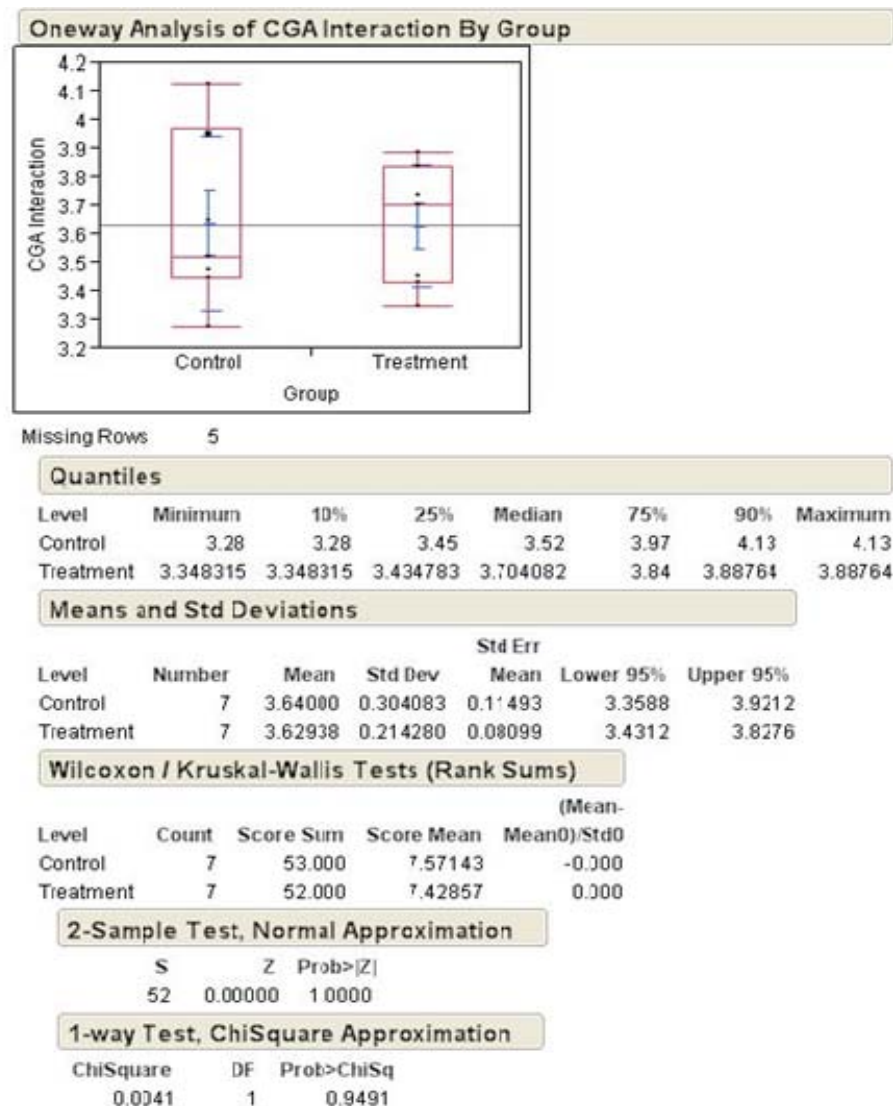 Oneway Analysis of CGA Interaction By Group
4.2
4.1
4
3.9
3.8
3.7
3.6
3.5
3.4
3.3
3.2
CGA Interaction
Control Treatment
Group
Missing Rows 5
Quantiles
Level Minimum 10% 25% Median 75% 90% Maximum
Control 3.28 3.28 3.45 3.52 3.97 4.13 4.13
Treatment 3.348315 3.348315 3.434783 3.704082 3.84 3.88764 3.88764
Means and Std Deviations
Std Err
Level Number Mean Std Dev Mean Lower 95% Upper 95%
Control 7 3.64000 0.304083 0.11493 3.3588 3.9212
Treatment 7 3.62938 0.214280 0.08099 3.4312 3.8276
Wilcoxon / Kruskal-Wallis Tests (Rank Sums)
(Mean-
Level Count Score Sum Score Mean Mean0)/Std0
Control 7 53.000 7.57143 -0.000
Treatment 7 52.000 7.42857 0.000
2-Sample Test, Normal Approximation
S Z Prob>|Z|
52 0.00000 1.0000
1-way Test, ChiSquare Approximation
ChiSquare DF Prob>ChiSq
0.0041 1 0.9491